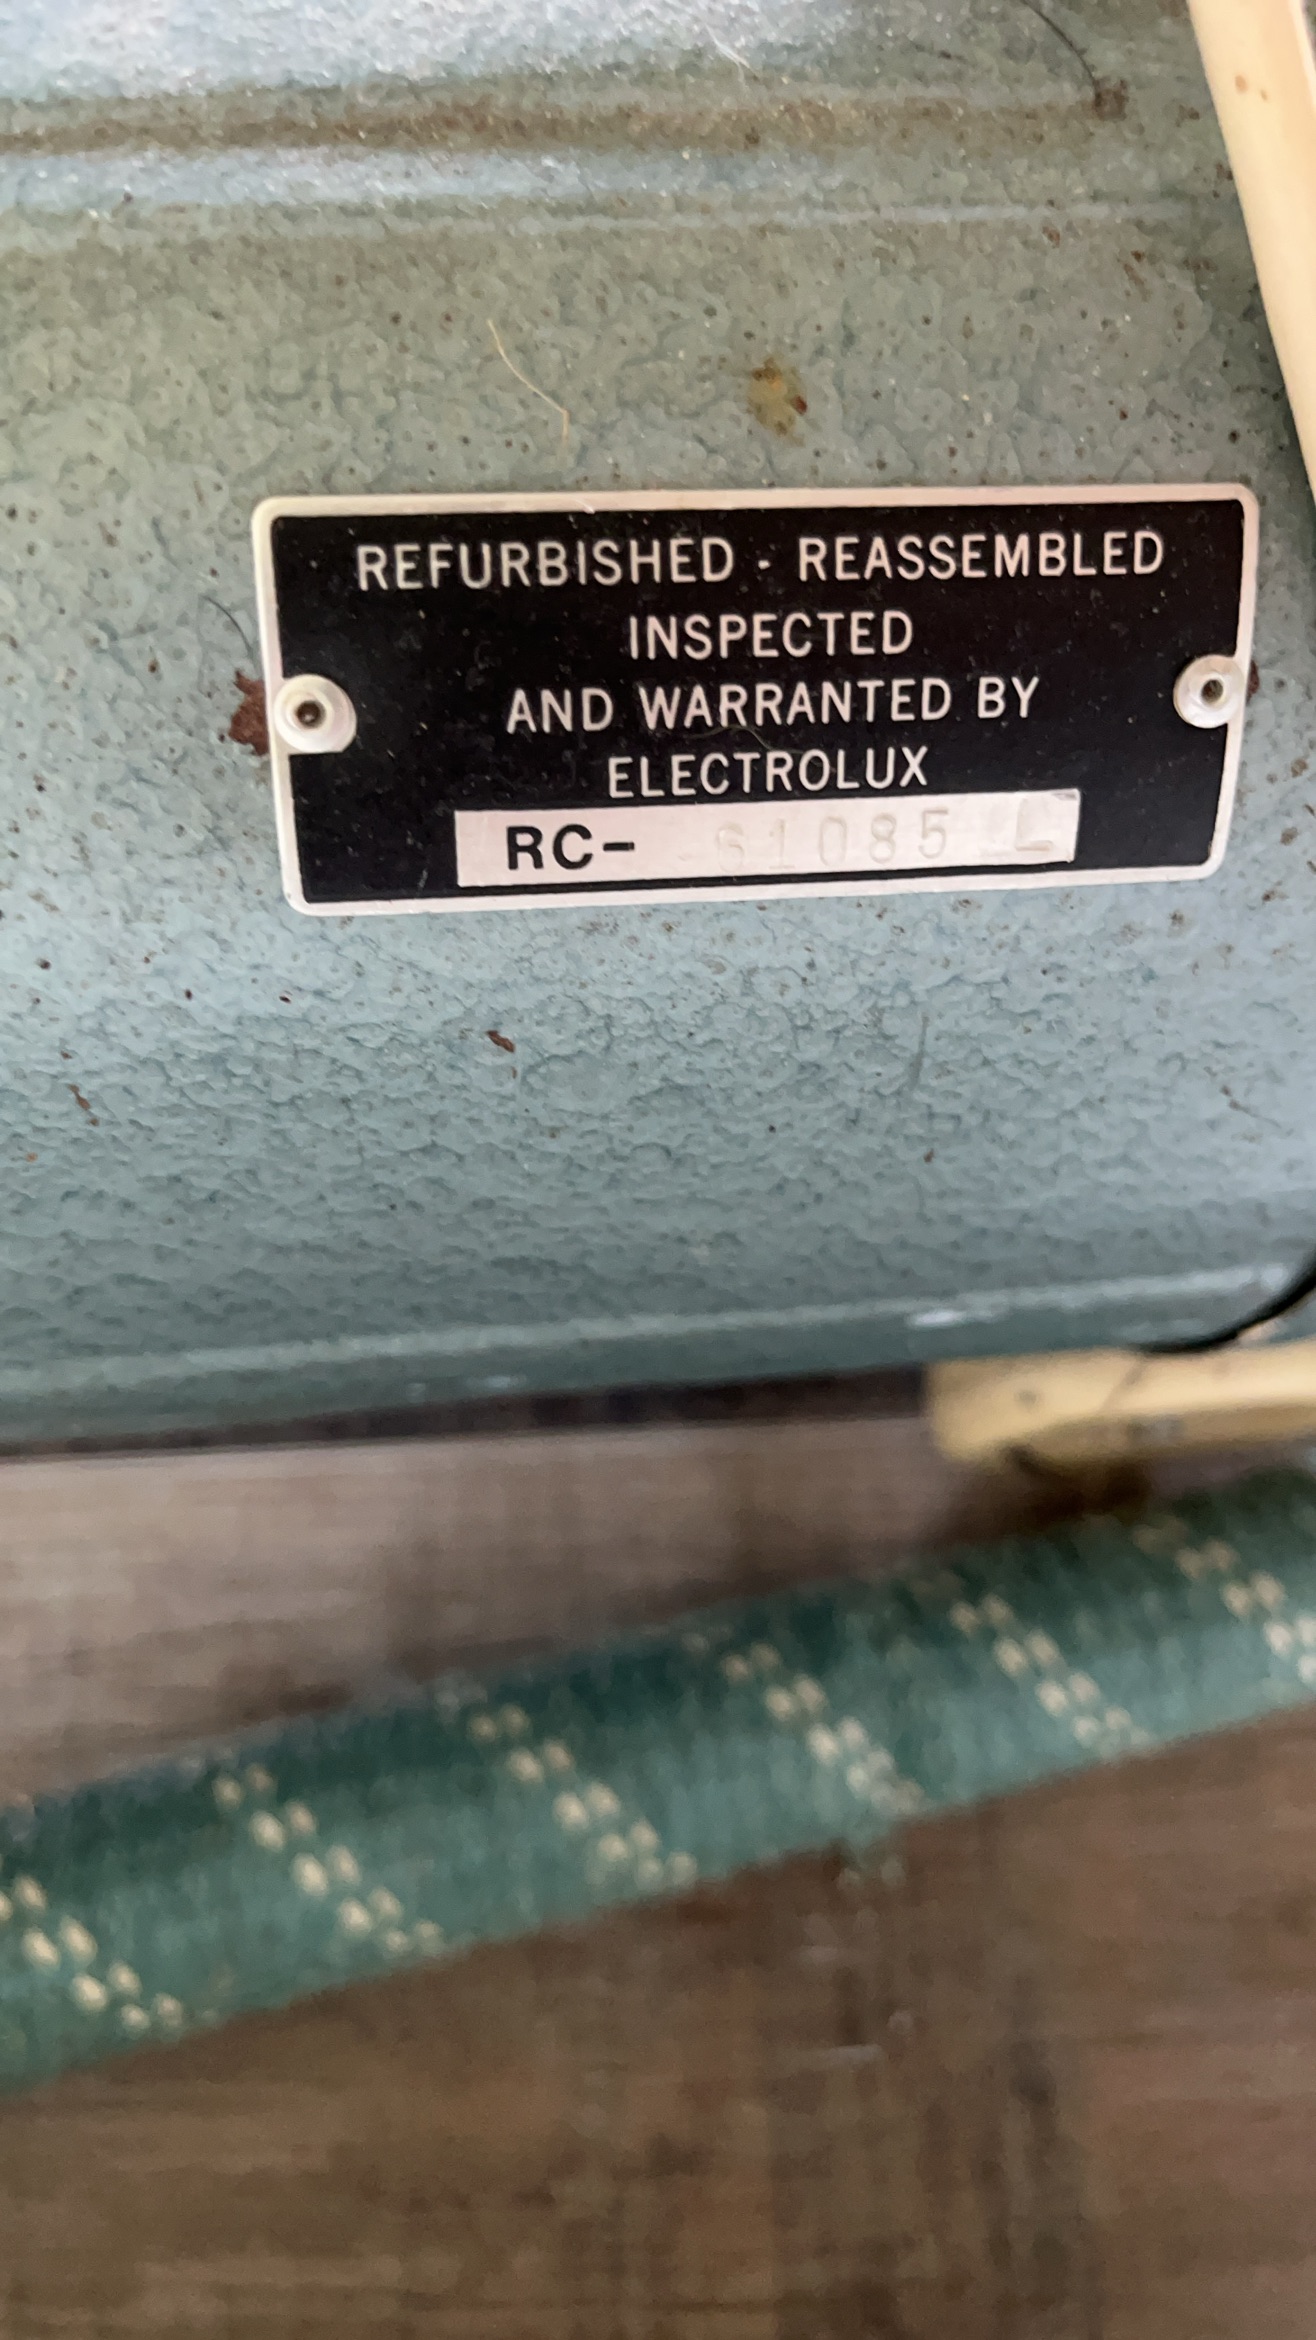 REFURBISHED · REASSEMBLED
INSPECTED
AND WARRANTED BY
ELECTROLUX
RC- 61085 L